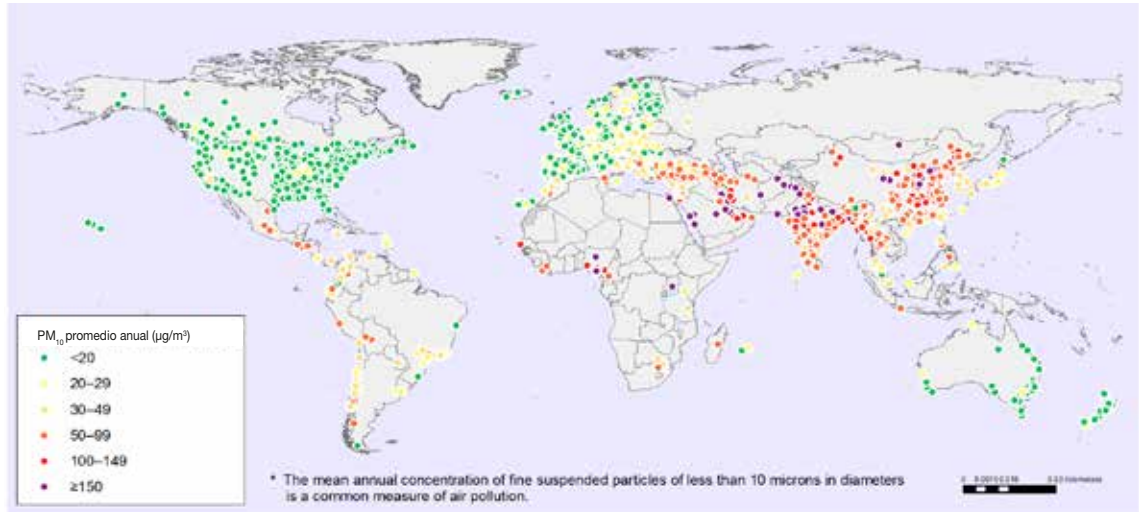 PM10 promedio anual (µg/m³)
<20
20–29
30–49
50–99
100–149
≥150
* The mean annual concentration of fine suspended particles of less than 10 microns in diameters
is a common measure of air pollution.